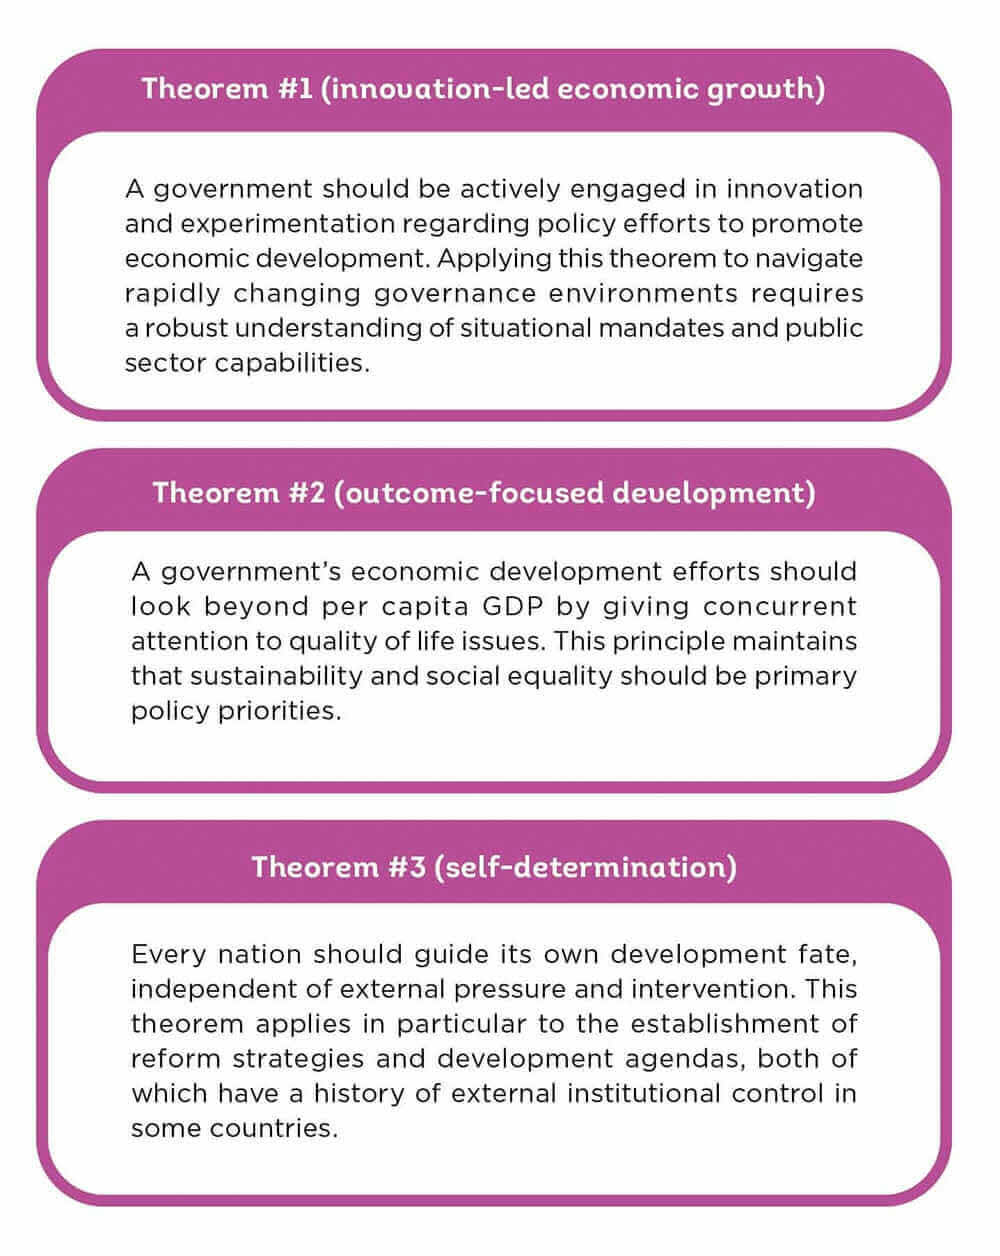 Theorem #1 (innovation-led economic growth)
A government should be actively engaged in innovation
and experimentation regarding policy efforts to promote
economic development. Applying this theorem to navigate
rapidly changing governance environments requires
a robust understanding of situational mandates and public
sector capabilities.
Theorem #2 (outcome-focused development)
A government’s economic development efforts should
look beyond per capita GDP by giving concurrent
attention to quality of life issues. This principle maintains
that sustainability and social equality should be primary
policy priorities.
Theorem #3 (self-determination)
Every nation should guide its own development fate,
independent of external pressure and intervention. This
theorem applies in particular to the establishment of
reform strategies and development agendas, both of
which have a history of external institutional control in
some countries.